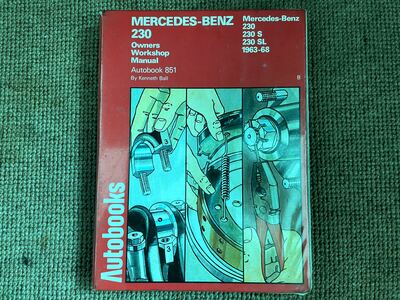 MERCEDES-BENZ
230
Owners
Workshop
Manual
Autobook 851
By Kenneth Ball
Mercedes-Benz
230
230 S
230 SL
1963-68
B
Autobooks
3